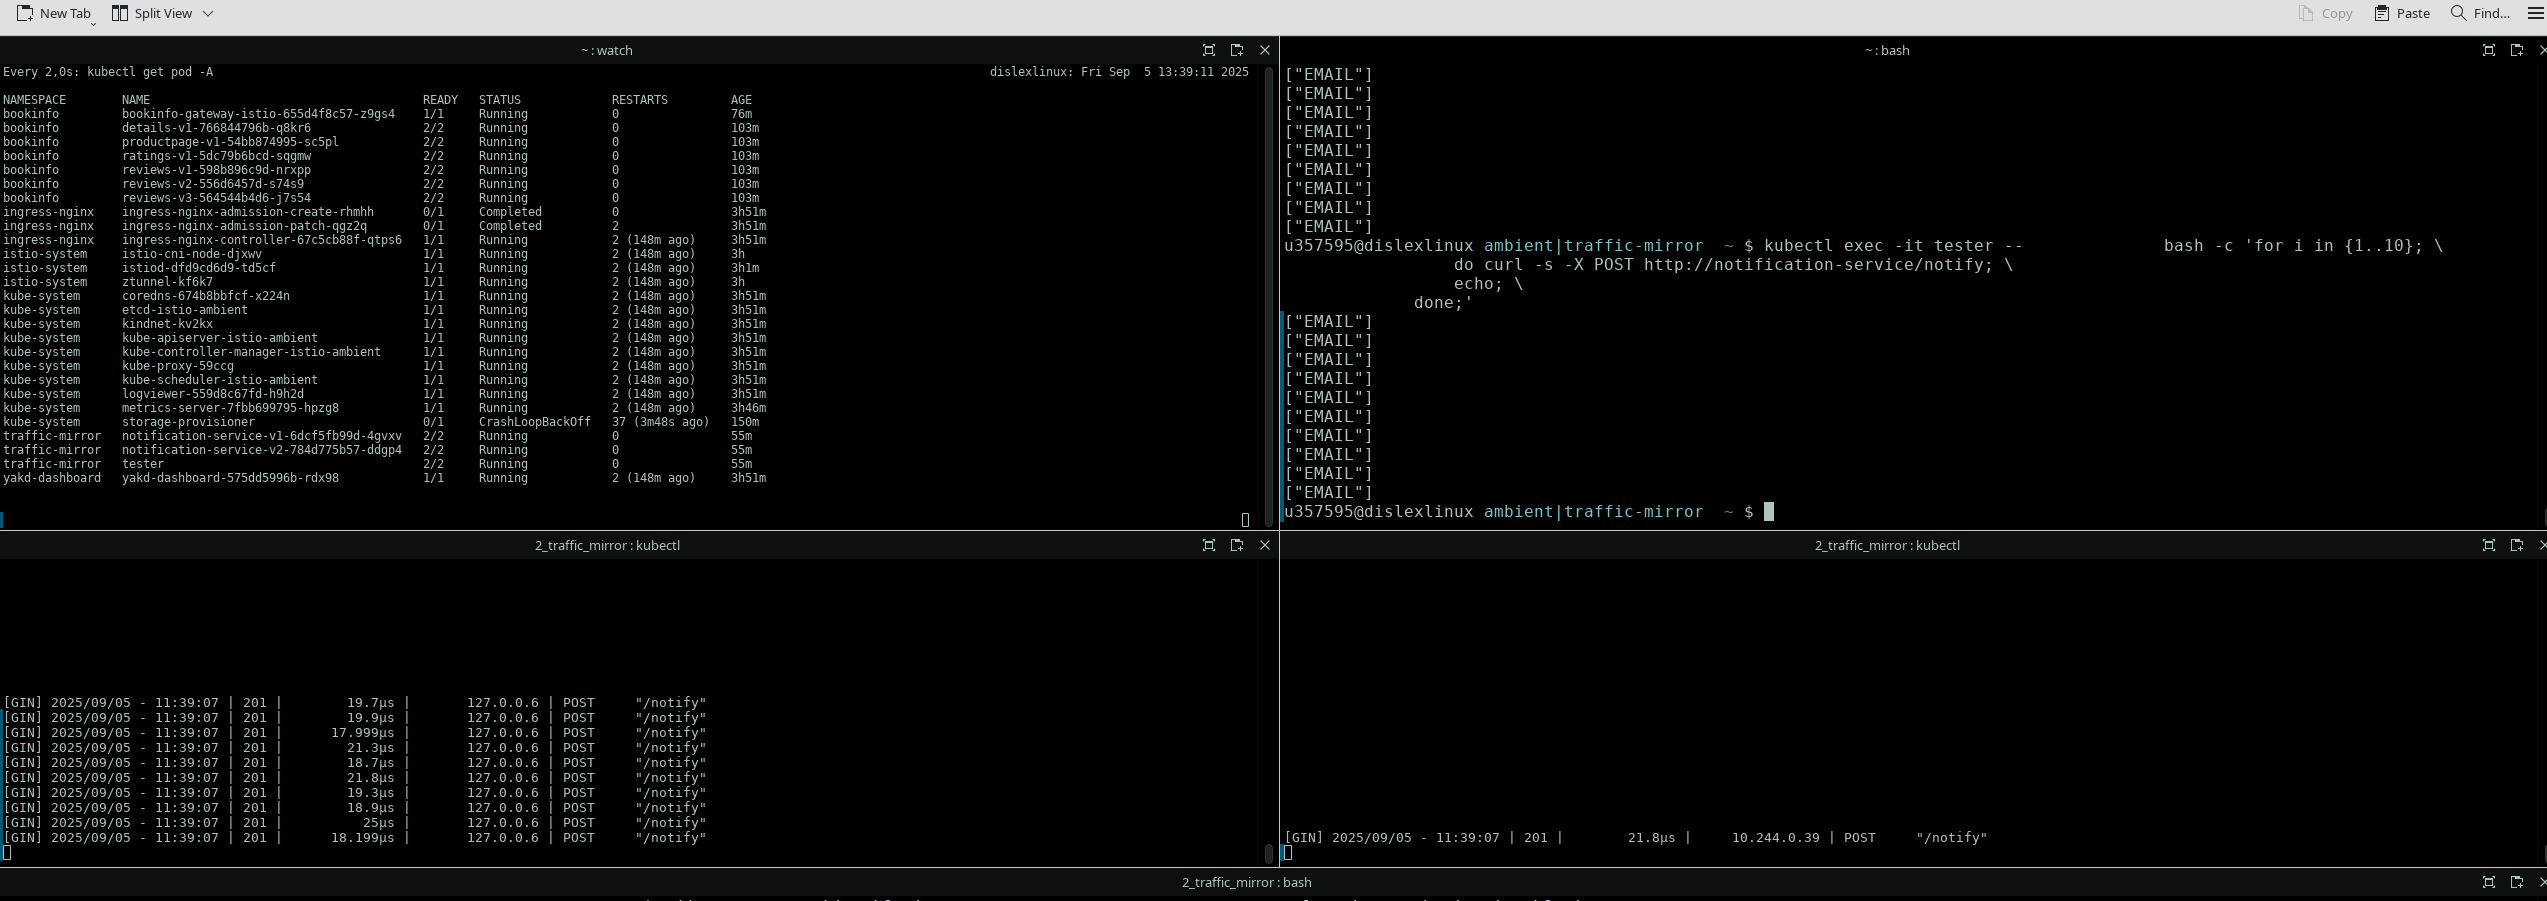 New Tab Split View Copy Paste Find...
~ : watch
Every 2,0s: kubectl get pod -A dislexlinux: Fri Sep 5 13:39:11 2025
NAMESPACE NAME READY STATUS RESTARTS AGE
bookinfo bookinfo-gateway-istio-655d4f8c57-z9gs4 1/1 Running 0 76m
bookinfo details-v1-766844796b-q8kr6 2/2 Running 0 103m
bookinfo productpage-v1-54bb874995-sc5pl 2/2 Running 0 103m
bookinfo ratings-v1-5dc79b6bcd-sqgmw 2/2 Running 0 103m
bookinfo reviews-v1-598b896c9d-nrxpp 2/2 Running 0 103m
bookinfo reviews-v2-556d6457d-s74s9 2/2 Running 0 103m
bookinfo reviews-v3-564544b4d6-j7s54 2/2 Running 0 103m
ingress-nginx ingress-nginx-admission-create-rhmhh 0/1 Completed 0 3h51m
ingress-nginx ingress-nginx-admission-patch-qgz2q 0/1 Completed 2 3h51m
ingress-nginx ingress-nginx-controller-67c5cb88f-qtps6 1/1 Running 2 (148m ago) 3h51m
istio-system istio-cni-node-djxwv 1/1 Running 2 (148m ago) 3h
istio-system istiod-dfd9cd6d9-td5cf 1/1 Running 2 (148m ago) 3h1m
istio-system ztunnel-kf6k7 1/1 Running 2 (148m ago) 3h
kube-system coredns-674b8bbfcf-x224n 1/1 Running 2 (148m ago) 3h51m
kube-system etcd-istio-ambient 1/1 Running 2 (148m ago) 3h51m
kube-system kindnet-kv2kx 1/1 Running 2 (148m ago) 3h51m
kube-system kube-apiserver-istio-ambient 1/1 Running 2 (148m ago) 3h51m
kube-system kube-controller-manager-istio-ambient 1/1 Running 2 (148m ago) 3h51m
kube-system kube-proxy-59ccg 1/1 Running 2 (148m ago) 3h51m
kube-system kube-scheduler-istio-ambient 1/1 Running 2 (148m ago) 3h51m
kube-system logviewer-559d8c67fd-h9h2d 1/1 Running 2 (148m ago) 3h51m
kube-system metrics-server-7fbb699795-hpzg8 1/1 Running 2 (148m ago) 3h46m
kube-system storage-provisioner 0/1 CrashLoopBackOff 37 (3m48s ago) 150m
traffic-mirror notification-service-v1-6dcf5fb99d-4gvxv 2/2 Running 0 55m
traffic-mirror notification-service-v2-784d775b57-ddgp4 2/2 Running 0 55m
traffic-mirror tester 2/2 Running 0 55m
yakd-dashboard yakd-dashboard-575dd5996b-rdx98 1/1 Running 2 (148m ago) 3h51m
~ : bash
["EMAIL"]
["EMAIL"]
["EMAIL"]
["EMAIL"]
["EMAIL"]
["EMAIL"]
["EMAIL"]
["EMAIL"]
["EMAIL"]
u357595@dislexlinux ambient|traffic-mirror ~ $ kubectl exec -it tester -- bash -c 'for i in {1..10}; \
do curl -s -X POST http://notification-service/notify; \
echo; \
done;'
["EMAIL"]
["EMAIL"]
["EMAIL"]
["EMAIL"]
["EMAIL"]
["EMAIL"]
["EMAIL"]
["EMAIL"]
["EMAIL"]
["EMAIL"]
u357595@dislexlinux ambient|traffic-mirror ~ $
2_traffic_mirror : kubectl
[GIN] 2025/09/05 - 11:39:07 | 201 | 19.7µs | 127.0.0.6 | POST "/notify"
[GIN] 2025/09/05 - 11:39:07 | 201 | 19.9µs | 127.0.0.6 | POST "/notify"
[GIN] 2025/09/05 - 11:39:07 | 201 | 17.999µs | 127.0.0.6 | POST "/notify"
[GIN] 2025/09/05 - 11:39:07 | 201 | 21.3µs | 127.0.0.6 | POST "/notify"
[GIN] 2025/09/05 - 11:39:07 | 201 | 18.7µs | 127.0.0.6 | POST "/notify"
[GIN] 2025/09/05 - 11:39:07 | 201 | 21.8µs | 127.0.0.6 | POST "/notify"
[GIN] 2025/09/05 - 11:39:07 | 201 | 19.3µs | 127.0.0.6 | POST "/notify"
[GIN] 2025/09/05 - 11:39:07 | 201 | 18.9µs | 127.0.0.6 | POST "/notify"
[GIN] 2025/09/05 - 11:39:07 | 201 | 25µs | 127.0.0.6 | POST "/notify"
[GIN] 2025/09/05 - 11:39:07 | 201 | 18.199µs | 127.0.0.6 | POST "/notify"
2_traffic_mirror : kubectl
[GIN] 2025/09/05 - 11:39:07 | 201 | 21.8µs | 10.244.0.39 | POST "/notify"
2_traffic_mirror : bash